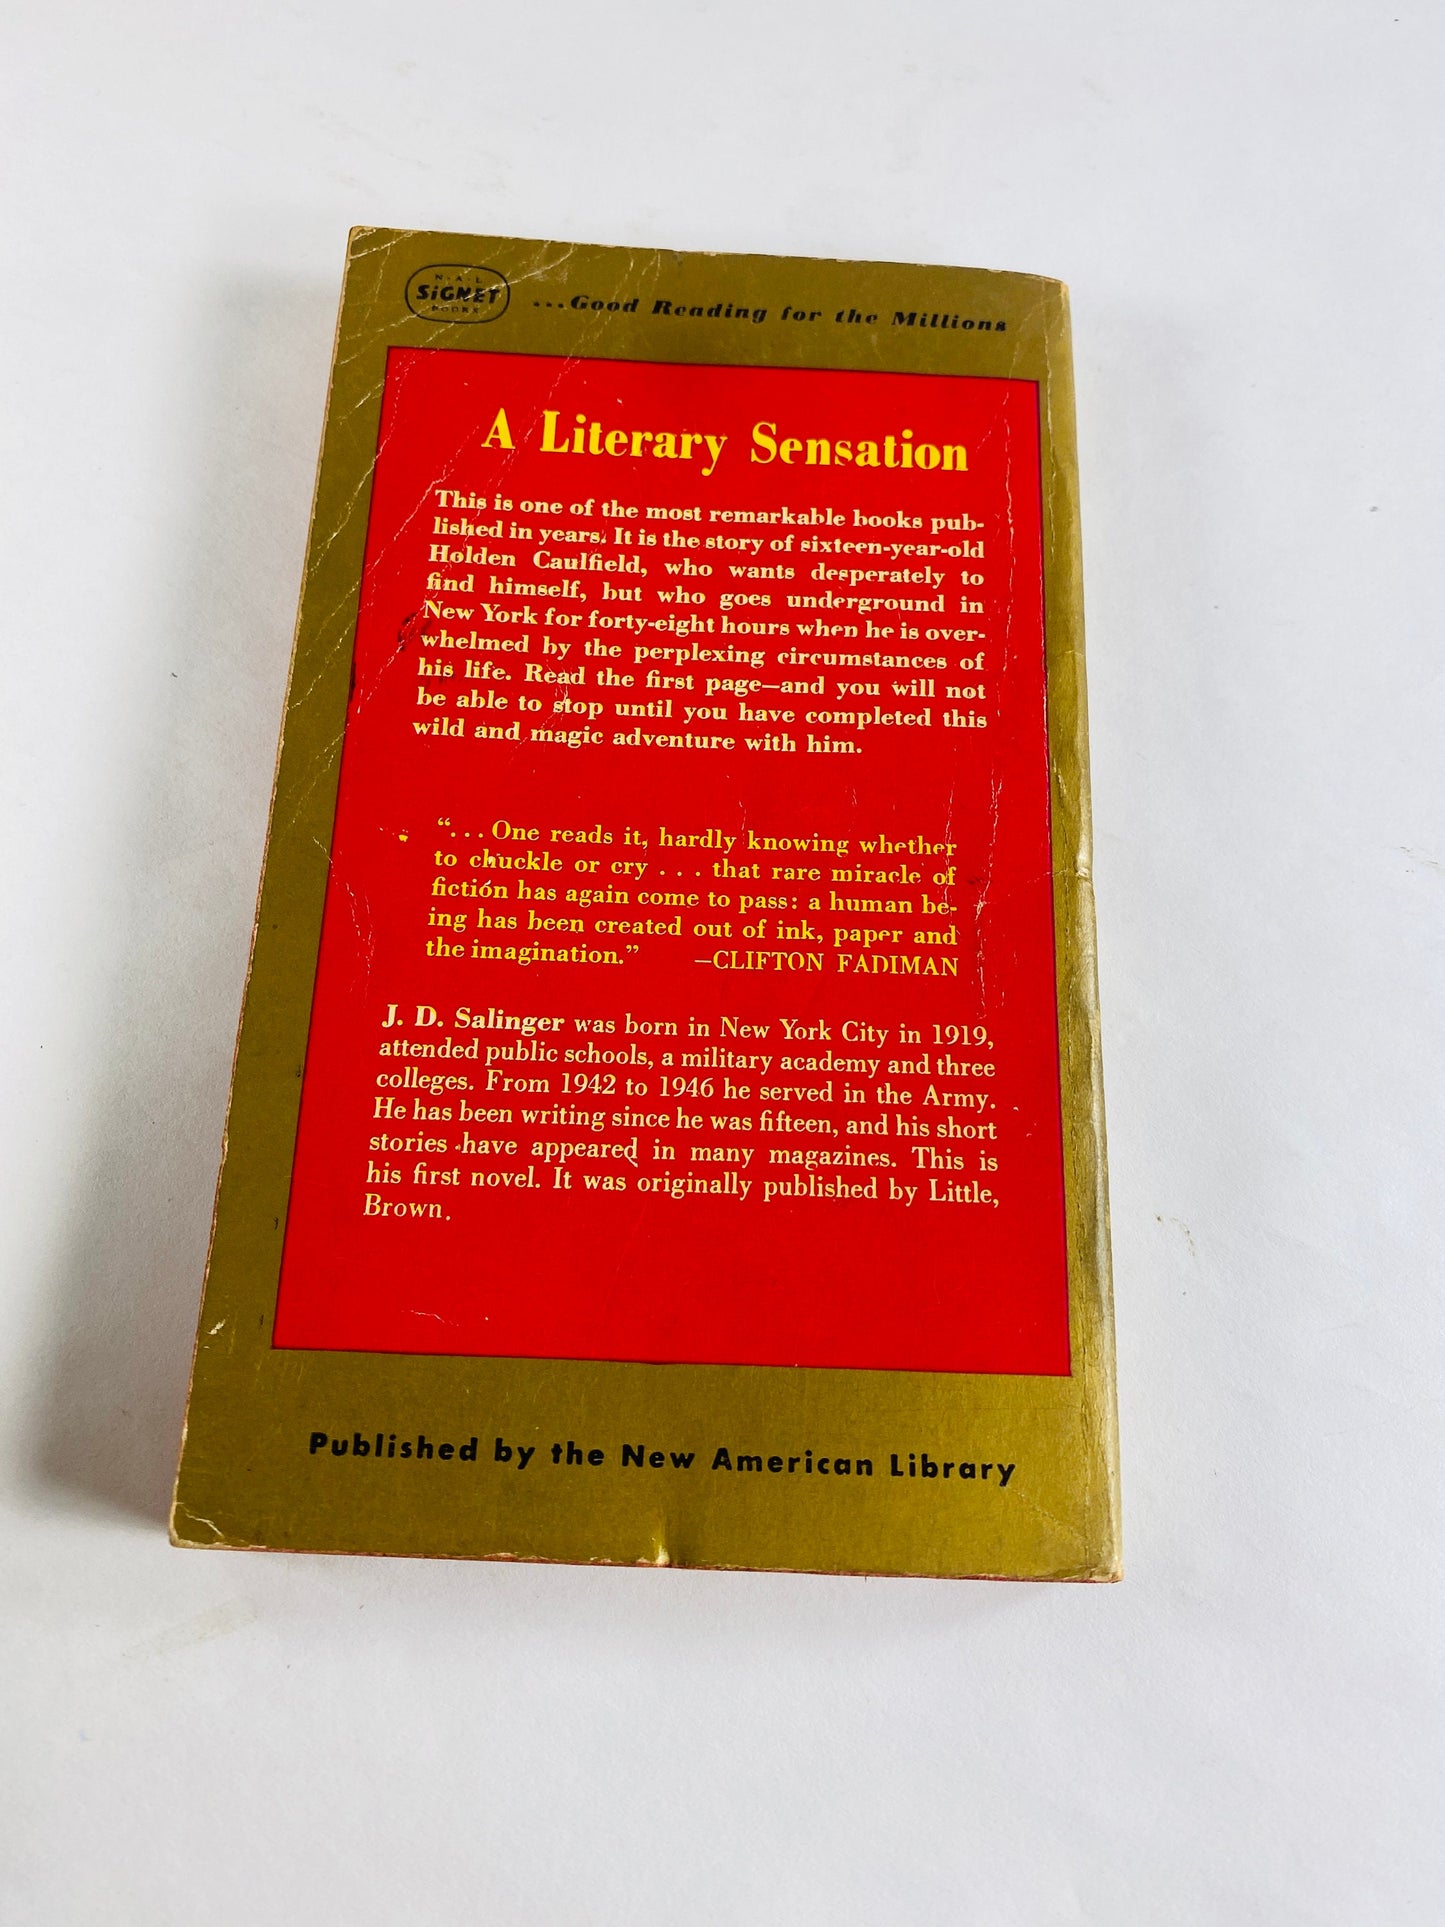 N·A·L
SiGNET
BOOKS
...Good Reading for the Millions
A Literary Sensation
This is one of the most remarkable books pub-
lished in years. It is the story of sixteen-year-old
Holden Caulfield, who wants desperately to
find himself, but who goes underground in
New York for forty-eight hours when he is over-
whelmed by the perplexing circumstances of
his life. Read the first page—and you will not
be able to stop until you have completed this
wild and magic adventure with him.
“. . . One reads it, hardly knowing whether
to chuckle or cry . . . that rare miracle of
fiction has again come to pass: a human be-
ing has been created out of ink, paper and
the imagination.” —CLIFTON FADIMAN
J. D. Salinger was born in New York City in 1919,
attended public schools, a military academy and three
colleges. From 1942 to 1946 he served in the Army.
He has been writing since he was fifteen, and his short
stories have appeared in many magazines. This is
his first novel. It was originally published by Little,
Brown.
Published by the New American Library